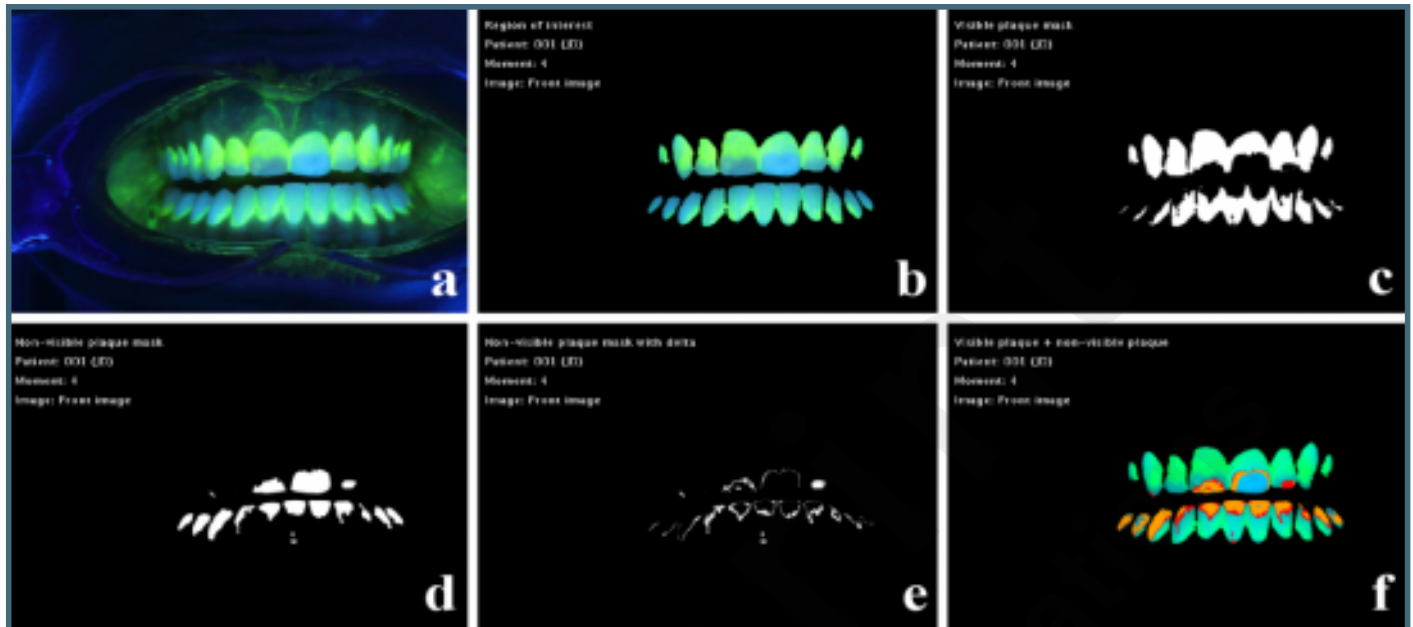 a
Region of interest
Patient: 001 (JD)
Moment: 4
Image: Front image
b
Visible plaque mask
Patient: 001 (JD)
Moment: 4
Image: Front image
c
Non-visible plaque mask
Patient: 001 (JD)
Moment: 4
Image: Front image
d
Non-visible plaque mask with delta
Patient: 001 (JD)
Moment: 4
Image: Front image
e
Visible plaque + non-visible plaque
Patient: 001 (JD)
Moment: 4
Image: Front image
f